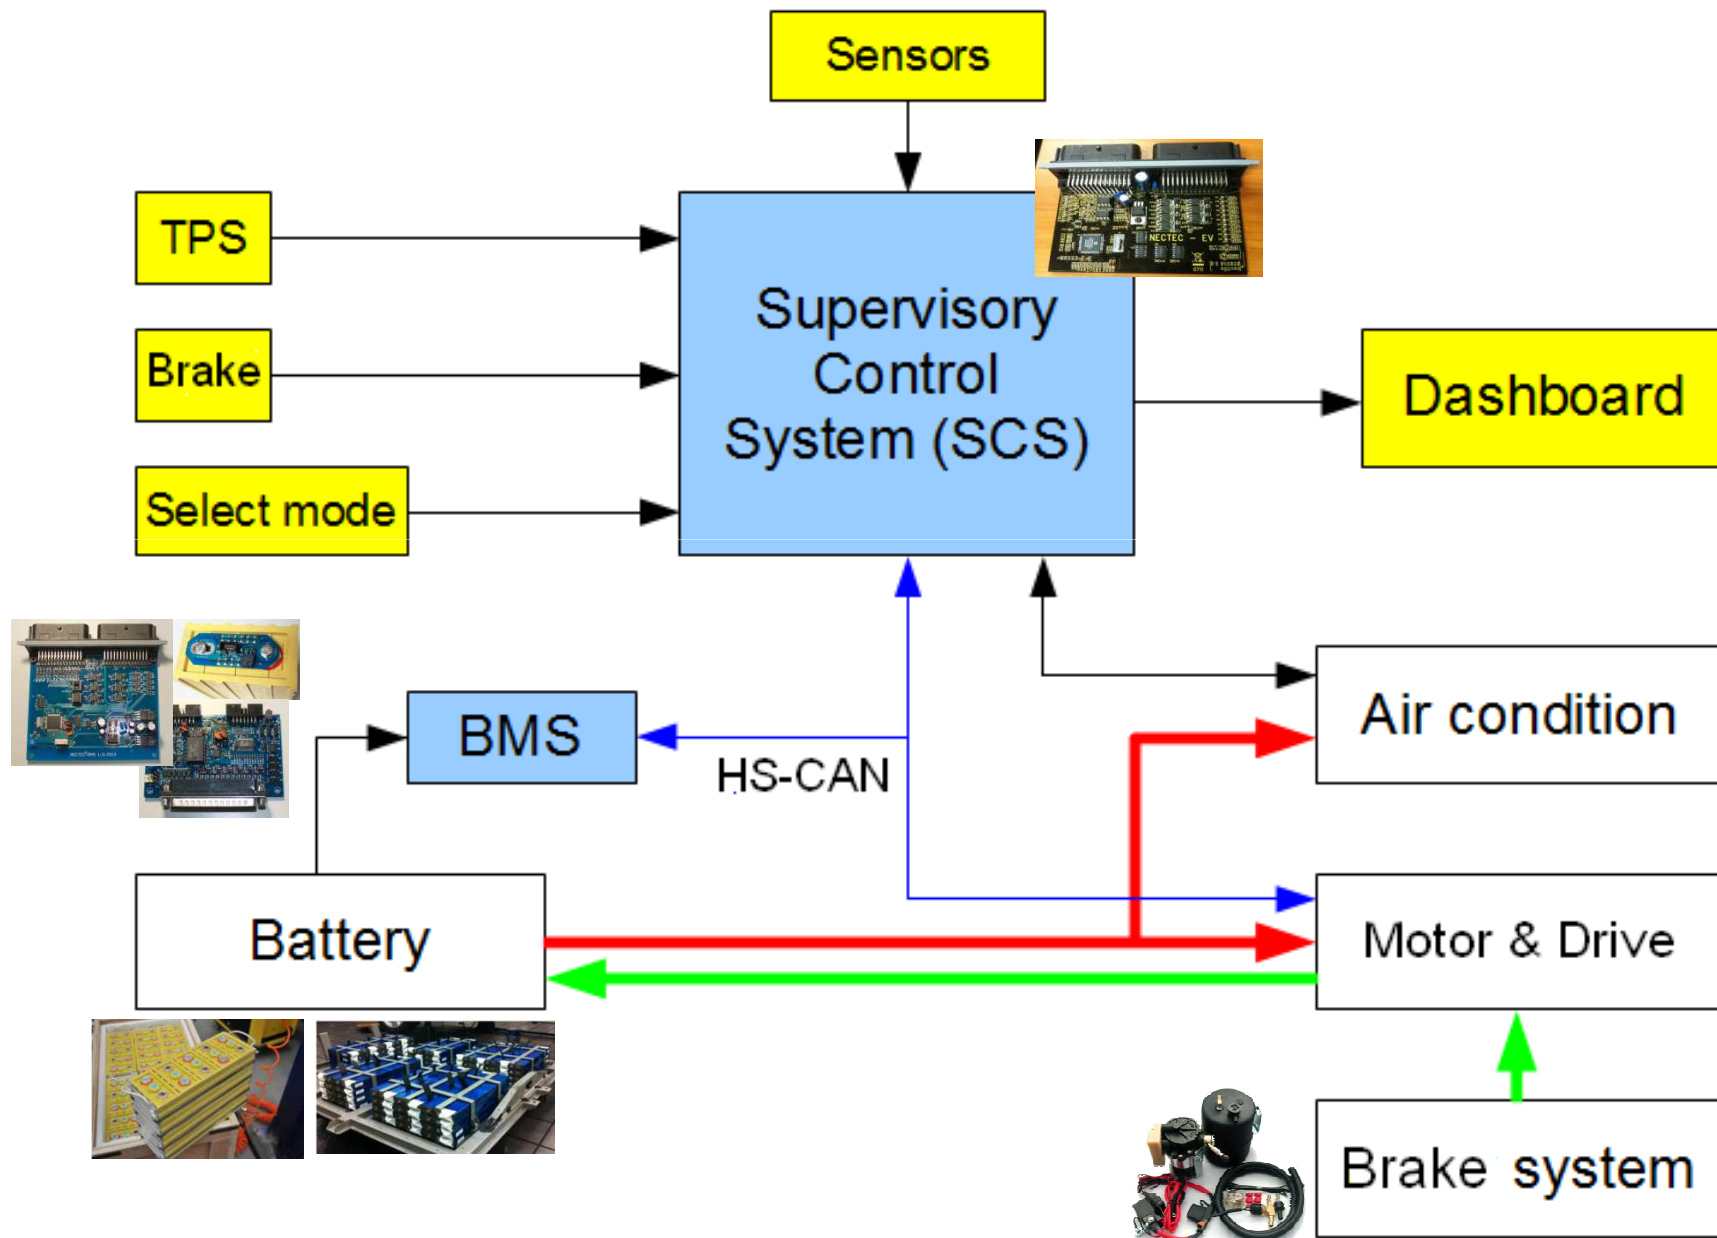 Sensors
TPS
NECTEC - EV
Supervisory
Control
System (SCS)
Brake
Dashboard
Select mode
Air condition
BMS
HS-CAN
Battery
Motor & Drive
Brake system